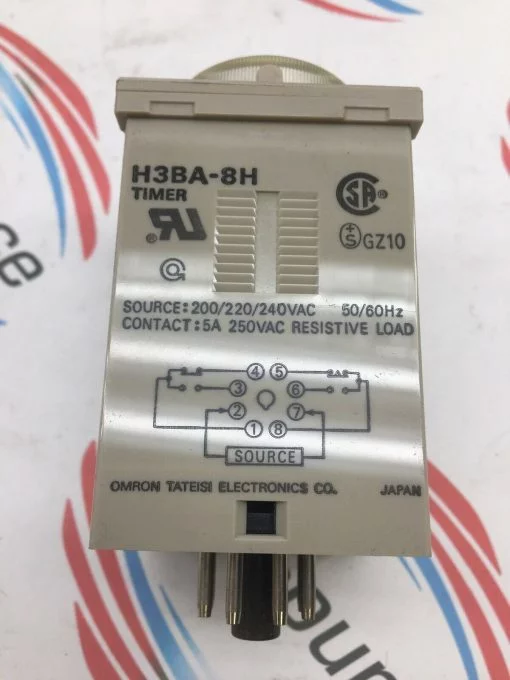 H3BA-8H
TIMER
SA
GZ10
SOURCE:200/220/240VAC 50/60Hz
CONTACT:5A 250VAC RESISTIVE LOAD
4 5
3 6
2 7
1 8
SOURCE
OMRON TATEISI ELECTRONICS CO. JAPAN